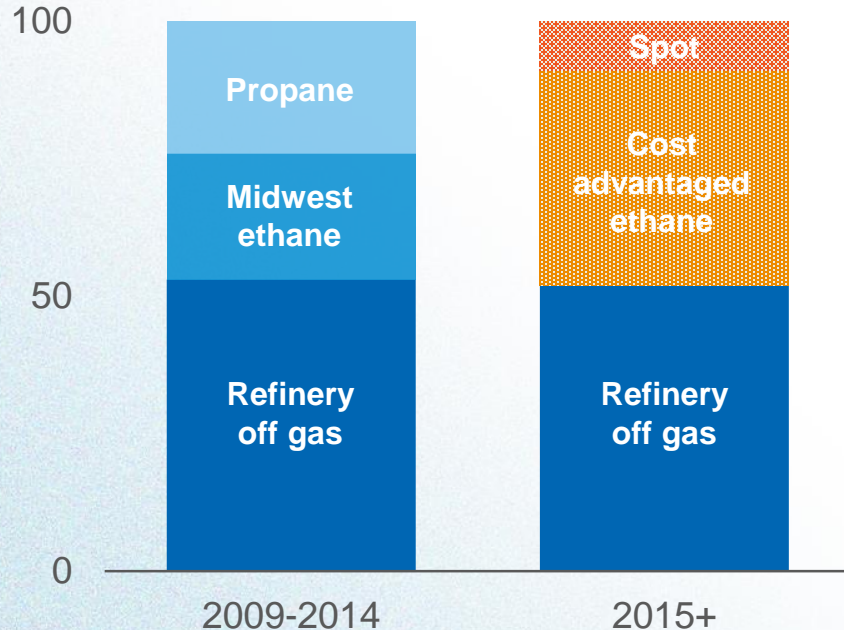 100
Propane
Midwest
ethane
Refinery
off gas
Spot
Cost
advantaged
ethane
Refinery
off gas
50
0
2009-2014
2015+